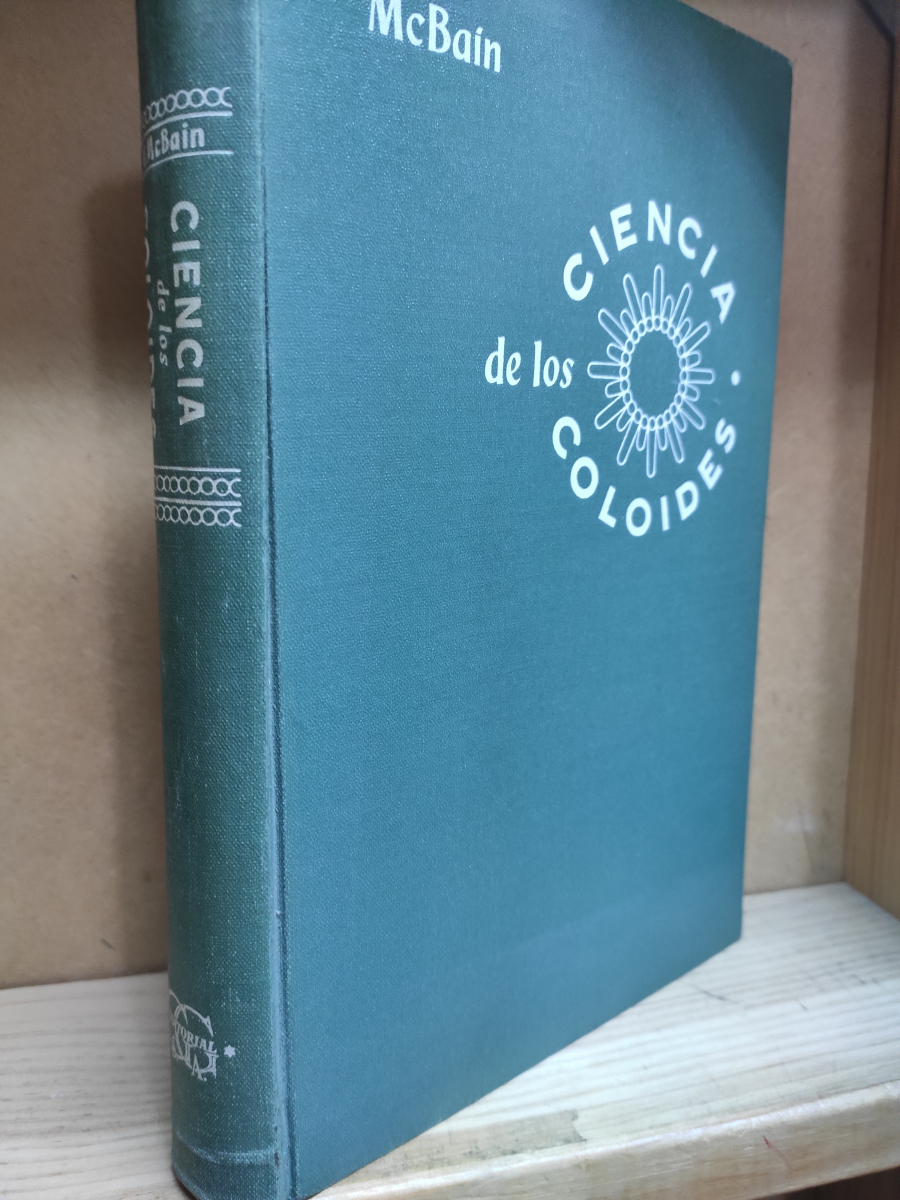 McBain
CIENCIA
de los
COLOIDES
McBain
CIENCIA
de los